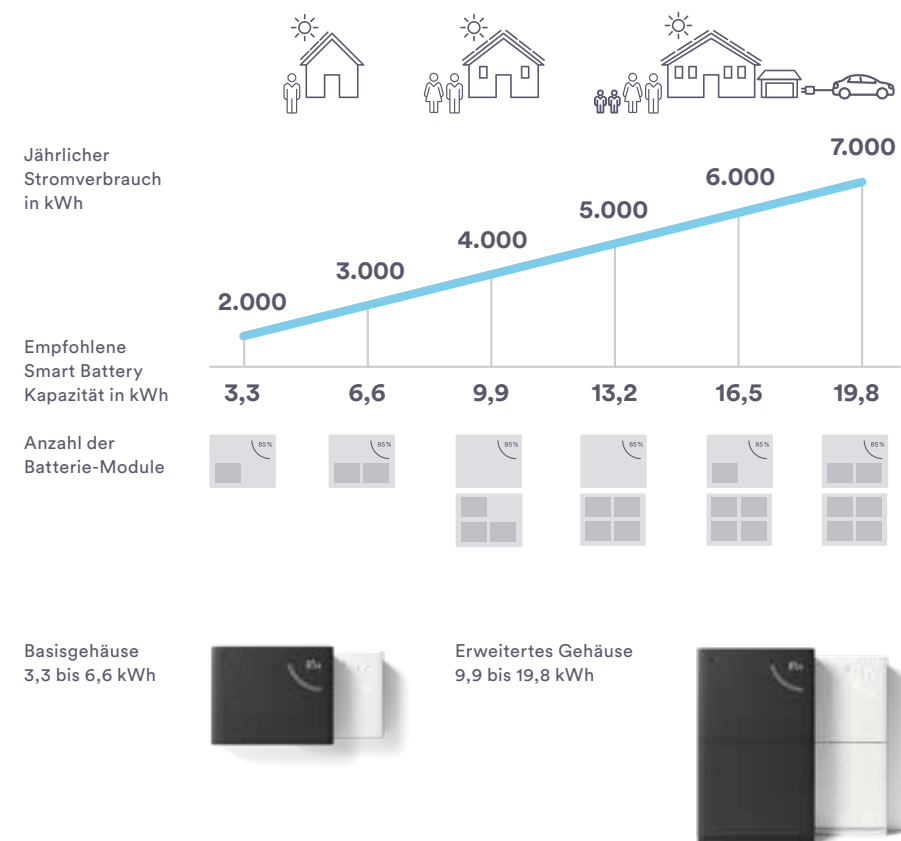 Jährlicher
Stromverbrauch
in kWh
2.000
3.000
4.000
5.000
6.000
7.000
Empfohlene
Smart Battery
Kapazität in kWh
3,3
6,6
9,9
13,2
16,5
19,8
Anzahl der
Batterie-Module
85%
85%
85%
85%
85%
85%
Basisgehäuse
3,3 bis 6,6 kWh
Erweitertes Gehäuse
9,9 bis 19,8 kWh